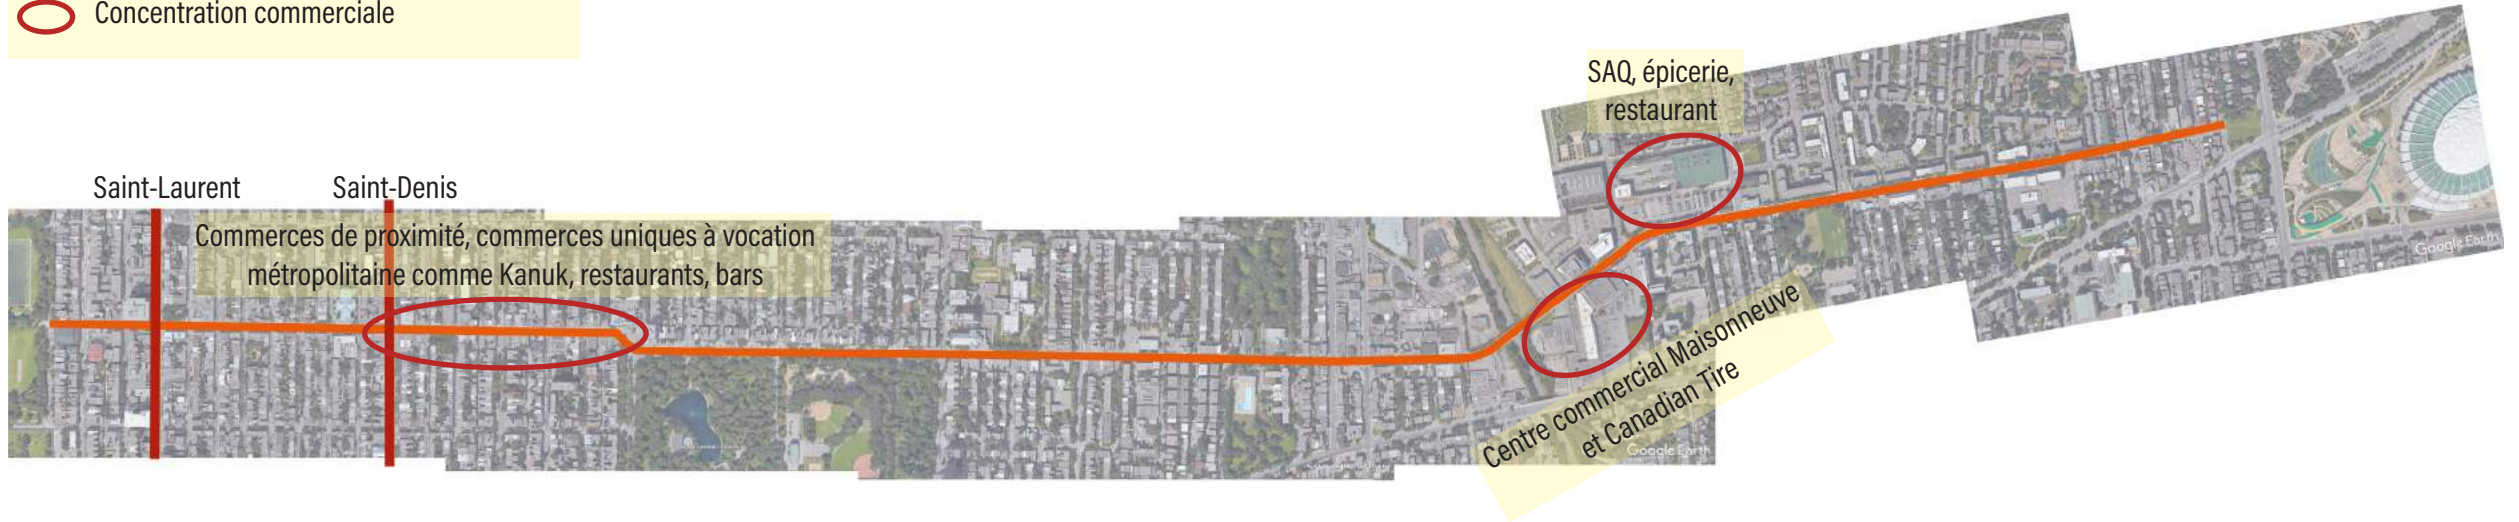 Concentration commerciale
SAQ, épicerie,
restaurant
Saint-Laurent
Saint-Denis
Commerces de proximité, commerces uniques à vocation
métropolitaine comme Kanuk, restaurants, bars
Centre commercial Maisonneuve
et Canadian Tire
Google Earth
Google Earth